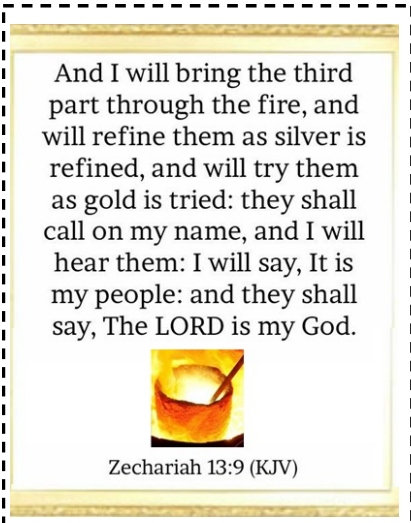 And I will bring the third
part through the fire, and
will refine them as silver is
refined, and will try them
as gold is tried: they shall
call on my name, and I will
hear them: I will say, It is
my people: and they shall
say, The LORD is my God.
Zechariah 13:9 (KJV)